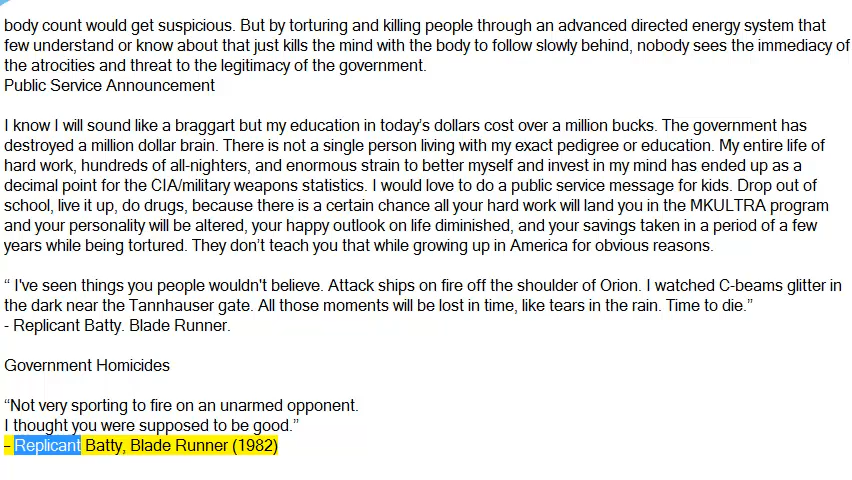 body count would get suspicious. But by torturing and killing people through an advanced directed energy system that
few understand or know about that just kills the mind with the body to follow slowly behind, nobody sees the immediacy of
the atrocities and threat to the legitimacy of the government.
Public Service Announcement
I know I will sound like a braggart but my education in today’s dollars cost over a million bucks. The government has
destroyed a million dollar brain. There is not a single person living with my exact pedigree or education. My entire life of
hard work, hundreds of all-nighters, and enormous strain to better myself and invest in my mind has ended up as a
decimal point for the CIA/military weapons statistics. I would love to do a public service message for kids. Drop out of
school, live it up, do drugs, because there is a certain chance all your hard work will land you in the MKULTRA program
and your personality will be altered, your happy outlook on life diminished, and your savings taken in a period of a few
years while being tortured. They don’t teach you that while growing up in America for obvious reasons.
“ I've seen things you people wouldn't believe. Attack ships on fire off the shoulder of Orion. I watched C-beams glitter in
the dark near the Tannhauser gate. All those moments will be lost in time, like tears in the rain. Time to die.”
- Replicant Batty. Blade Runner.
Government Homicides
“Not very sporting to fire on an unarmed opponent.
I thought you were supposed to be good.”
– Replicant Batty, Blade Runner (1982)